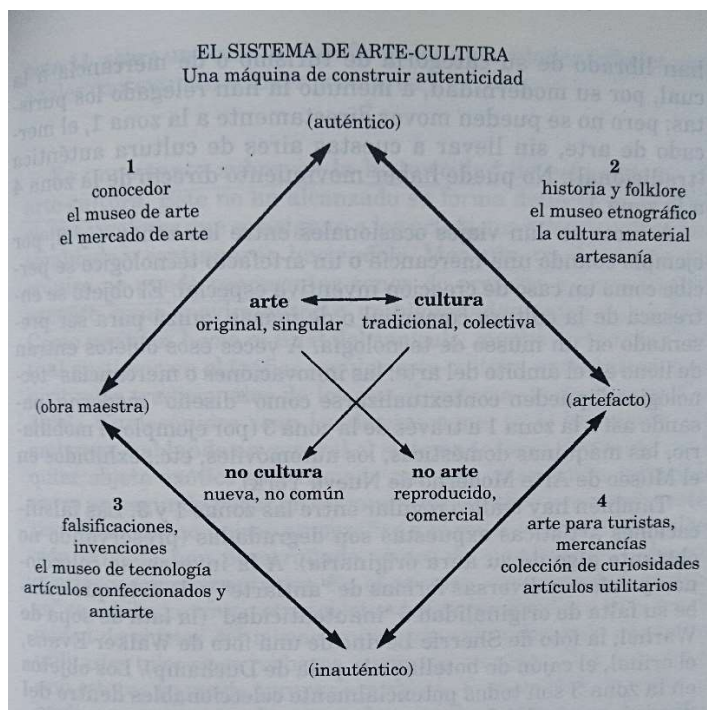 EL SISTEMA DE ARTE-CULTURA
Una máquina de construir autenticidad
(auténtico)
1
conocedor
el museo de arte
el mercado de arte
2
historia y folklore
el museo etnográfico
la cultura material
artesanía
arte
original, singular
cultura
tradicional, colectiva
(obra maestra)
(artefacto)
no cultura
nueva, no común
no arte
reproducido,
comercial
3
falsificaciones,
invenciones
el museo de tecnología
artículos confeccionados y
antiarte
4
arte para turistas,
mercancías
colección de curiosidades
artículos utilitarios
(inauténtico)